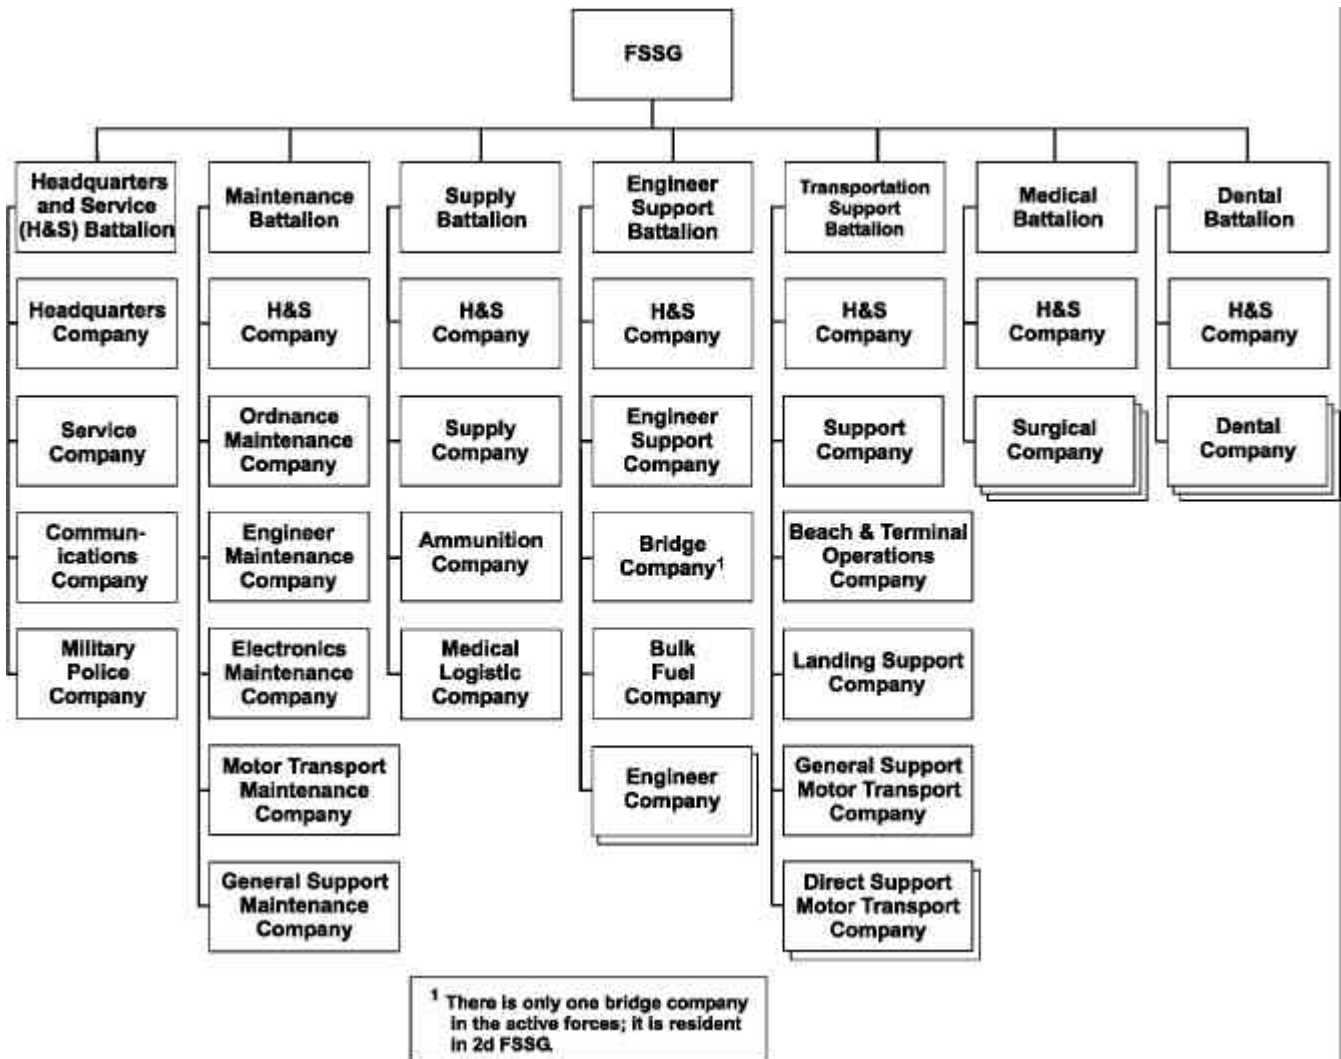 FSSG
Headquarters
and Service
(H&S) Battalion
Maintenance
Battalion
Supply
Battalion
Engineer
Support
Battalion
Transportation
Support
Battalion
Medical
Battalion
Dental
Battalion
Headquarters
Company
H&S
Company
H&S
Company
H&S
Company
H&S
Company
H&S
Company
H&S
Company
Service
Company
Ordnance
Maintenance
Company
Supply
Company
Engineer
Support
Company
Support
Company
Surgical
Company
Dental
Company
Commun-
ications
Company
Engineer
Maintenance
Company
Ammunition
Company
Bridge
Company¹
Beach & Terminal
Operations
Company
Military
Police
Company
Electronics
Maintenance
Company
Medical
Logistic
Company
Bulk
Fuel
Company
Landing Support
Company
Motor Transport
Maintenance
Company
Engineer
Company
General Support
Motor Transport
Company
General Support
Maintenance
Company
Direct Support
Motor Transport
Company
¹ There is only one bridge company
in the active forces; it is resident
in 2d FSSG.